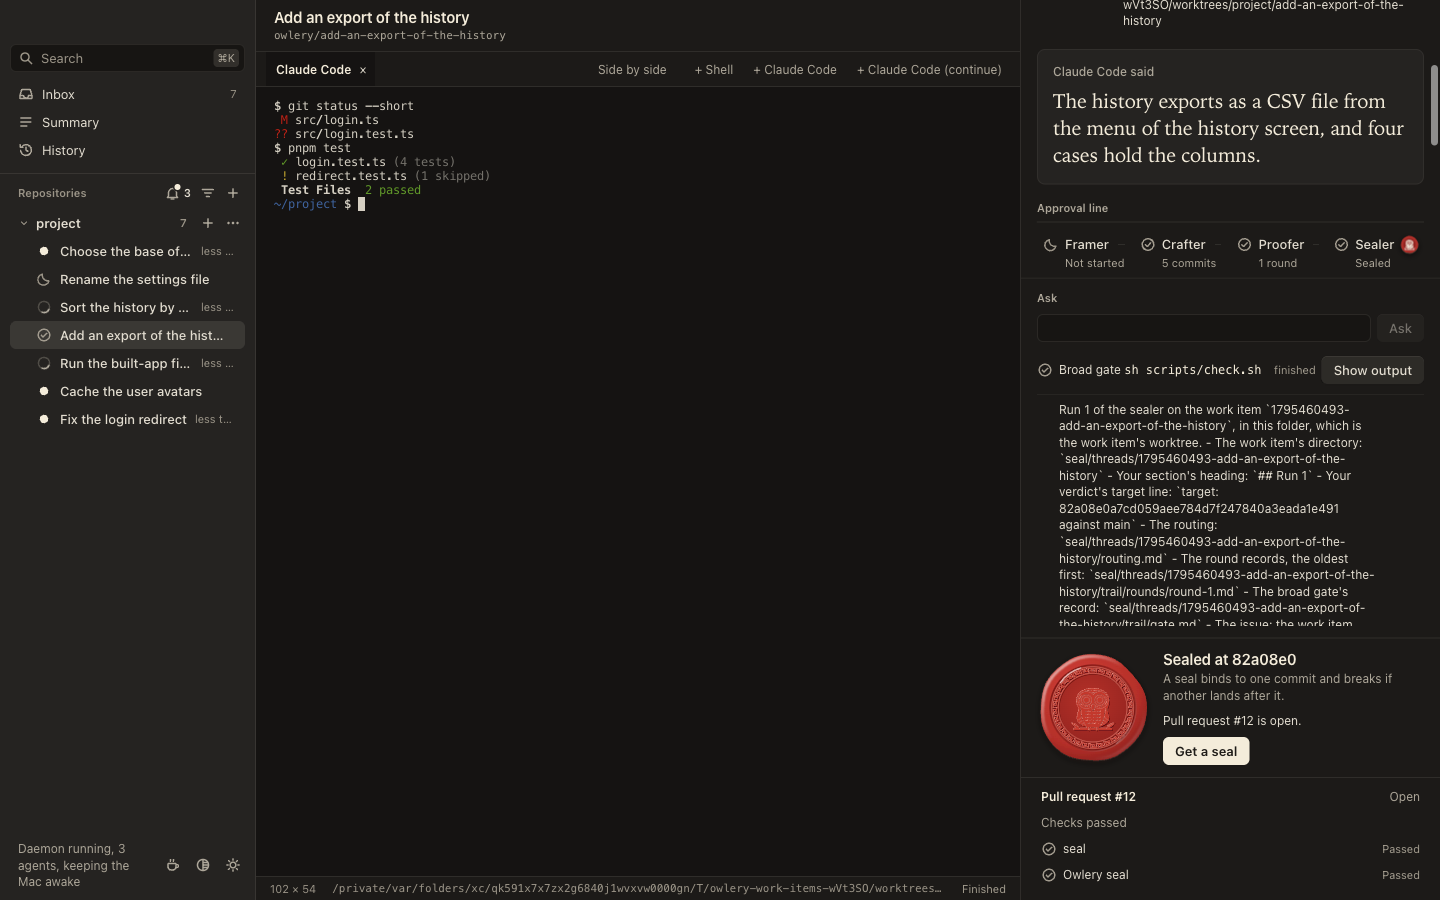 Search ⌘K
Inbox 7
Summary
History
Repositories 3
project 7
Choose the base of... less ...
Rename the settings file
Sort the history by ... less ...
Add an export of the hist...
Run the built-app fi... less ...
Cache the user avatars
Fix the login redirect less t...
Daemon running, 3
agents, keeping the
Mac awake
Add an export of the history
owlery/add-an-export-of-the-history
Claude Code × Side by side + Shell + Claude Code + Claude Code (continue)
$ git status --short
M src/login.ts
?? src/login.test.ts
$ pnpm test
✓ login.test.ts (4 tests)
! redirect.test.ts (1 skipped)
Test Files 2 passed
~/project $
102 × 54 /private/var/folders/xc/qk591x7x7zx2g6840j1wvxvw0000gn/T/owlery-work-items-wVt3SO/worktrees… Finished
wVt3SO/worktrees/project/add-an-export-of-the-
history
Claude Code said
The history exports as a CSV file from
the menu of the history screen, and four
cases hold the columns.
Approval line
Framer Crafter Proofer Sealer
Not started 5 commits 1 round Sealed
Ask
Ask
Broad gate sh scripts/check.sh finished Show output
Run 1 of the sealer on the work item `1795460493-
add-an-export-of-the-history`, in this folder, which is
the work item's worktree. - The work item's directory:
`seal/threads/1795460493-add-an-export-of-the-
history` - Your section's heading: `## Run 1` - Your
verdict's target line: `target:
82a08e0a7cd059aee784d7f247840a3eada1e491
against main` - The routing:
`seal/threads/1795460493-add-an-export-of-the-
history/routing.md` - The round records, the oldest
first: `seal/threads/1795460493-add-an-export-of-the-
history/trail/rounds/round-1.md` - The broad gate's
record: `seal/threads/1795460493-add-an-export-of-
the-history/trail/gate.md` - The issue: the work item
Sealed at 82a08e0
A seal binds to one commit and breaks if
another lands after it.
Pull request #12 is open.
Get a seal
Pull request #12 Open
Checks passed
seal Passed
Owlery seal Passed